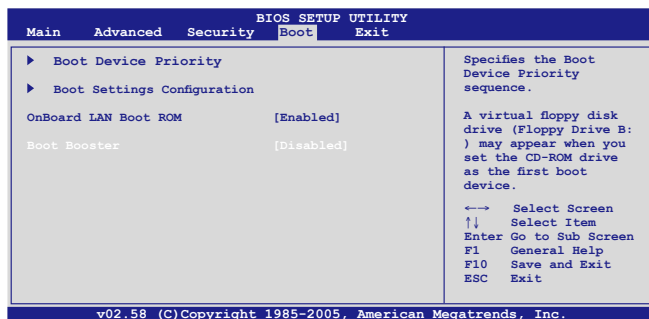 BIOS SETUP UTILITY
Main Advanced Security Boot Exit
Boot Device Priority
Boot Settings Configuration
OnBoard LAN Boot ROM [Enabled]
Boot Booster [Disabled]
Specifies the Boot
Device Priority
sequence.
A virtual floppy disk
drive (Floppy Drive B:
) may appear when you
set the CD-ROM drive
as the first boot
device.
←→ Select Screen
↑↓ Select Item
Enter Go to Sub Screen
F1 General Help
F10 Save and Exit
ESC Exit
v02.58 (C)Copyright 1985-2005, American Megatrends, Inc.